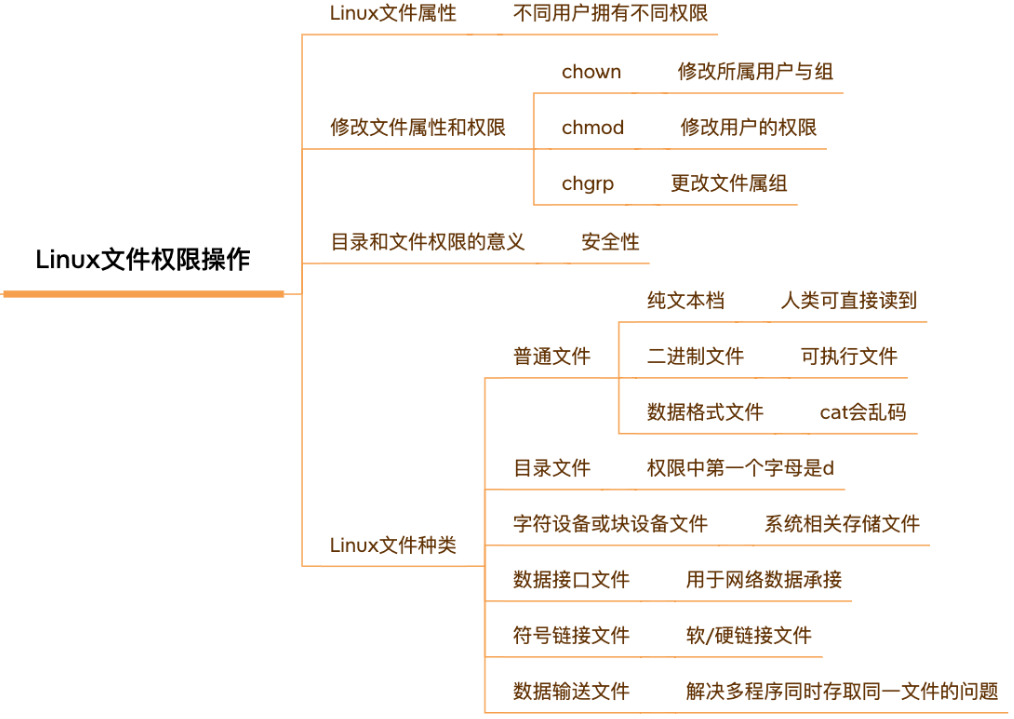 Linux文件权限操作
Linux文件属性 不同用户拥有不同权限
修改文件属性和权限
chown 修改所属用户与组
chmod 修改用户的权限
chgrp 更改文件属组
目录和文件权限的意义 安全性
Linux文件种类
普通文件
纯文本档 人类可直接读到
二进制文件 可执行文件
数据格式文件 cat会乱码
目录文件 权限中第一个字母是d
字符设备或块设备文件 系统相关存储文件
数据接口文件 用于网络数据承接
符号链接文件 软/硬链接文件
数据输送文件 解决多程序同时存取同一文件的问题